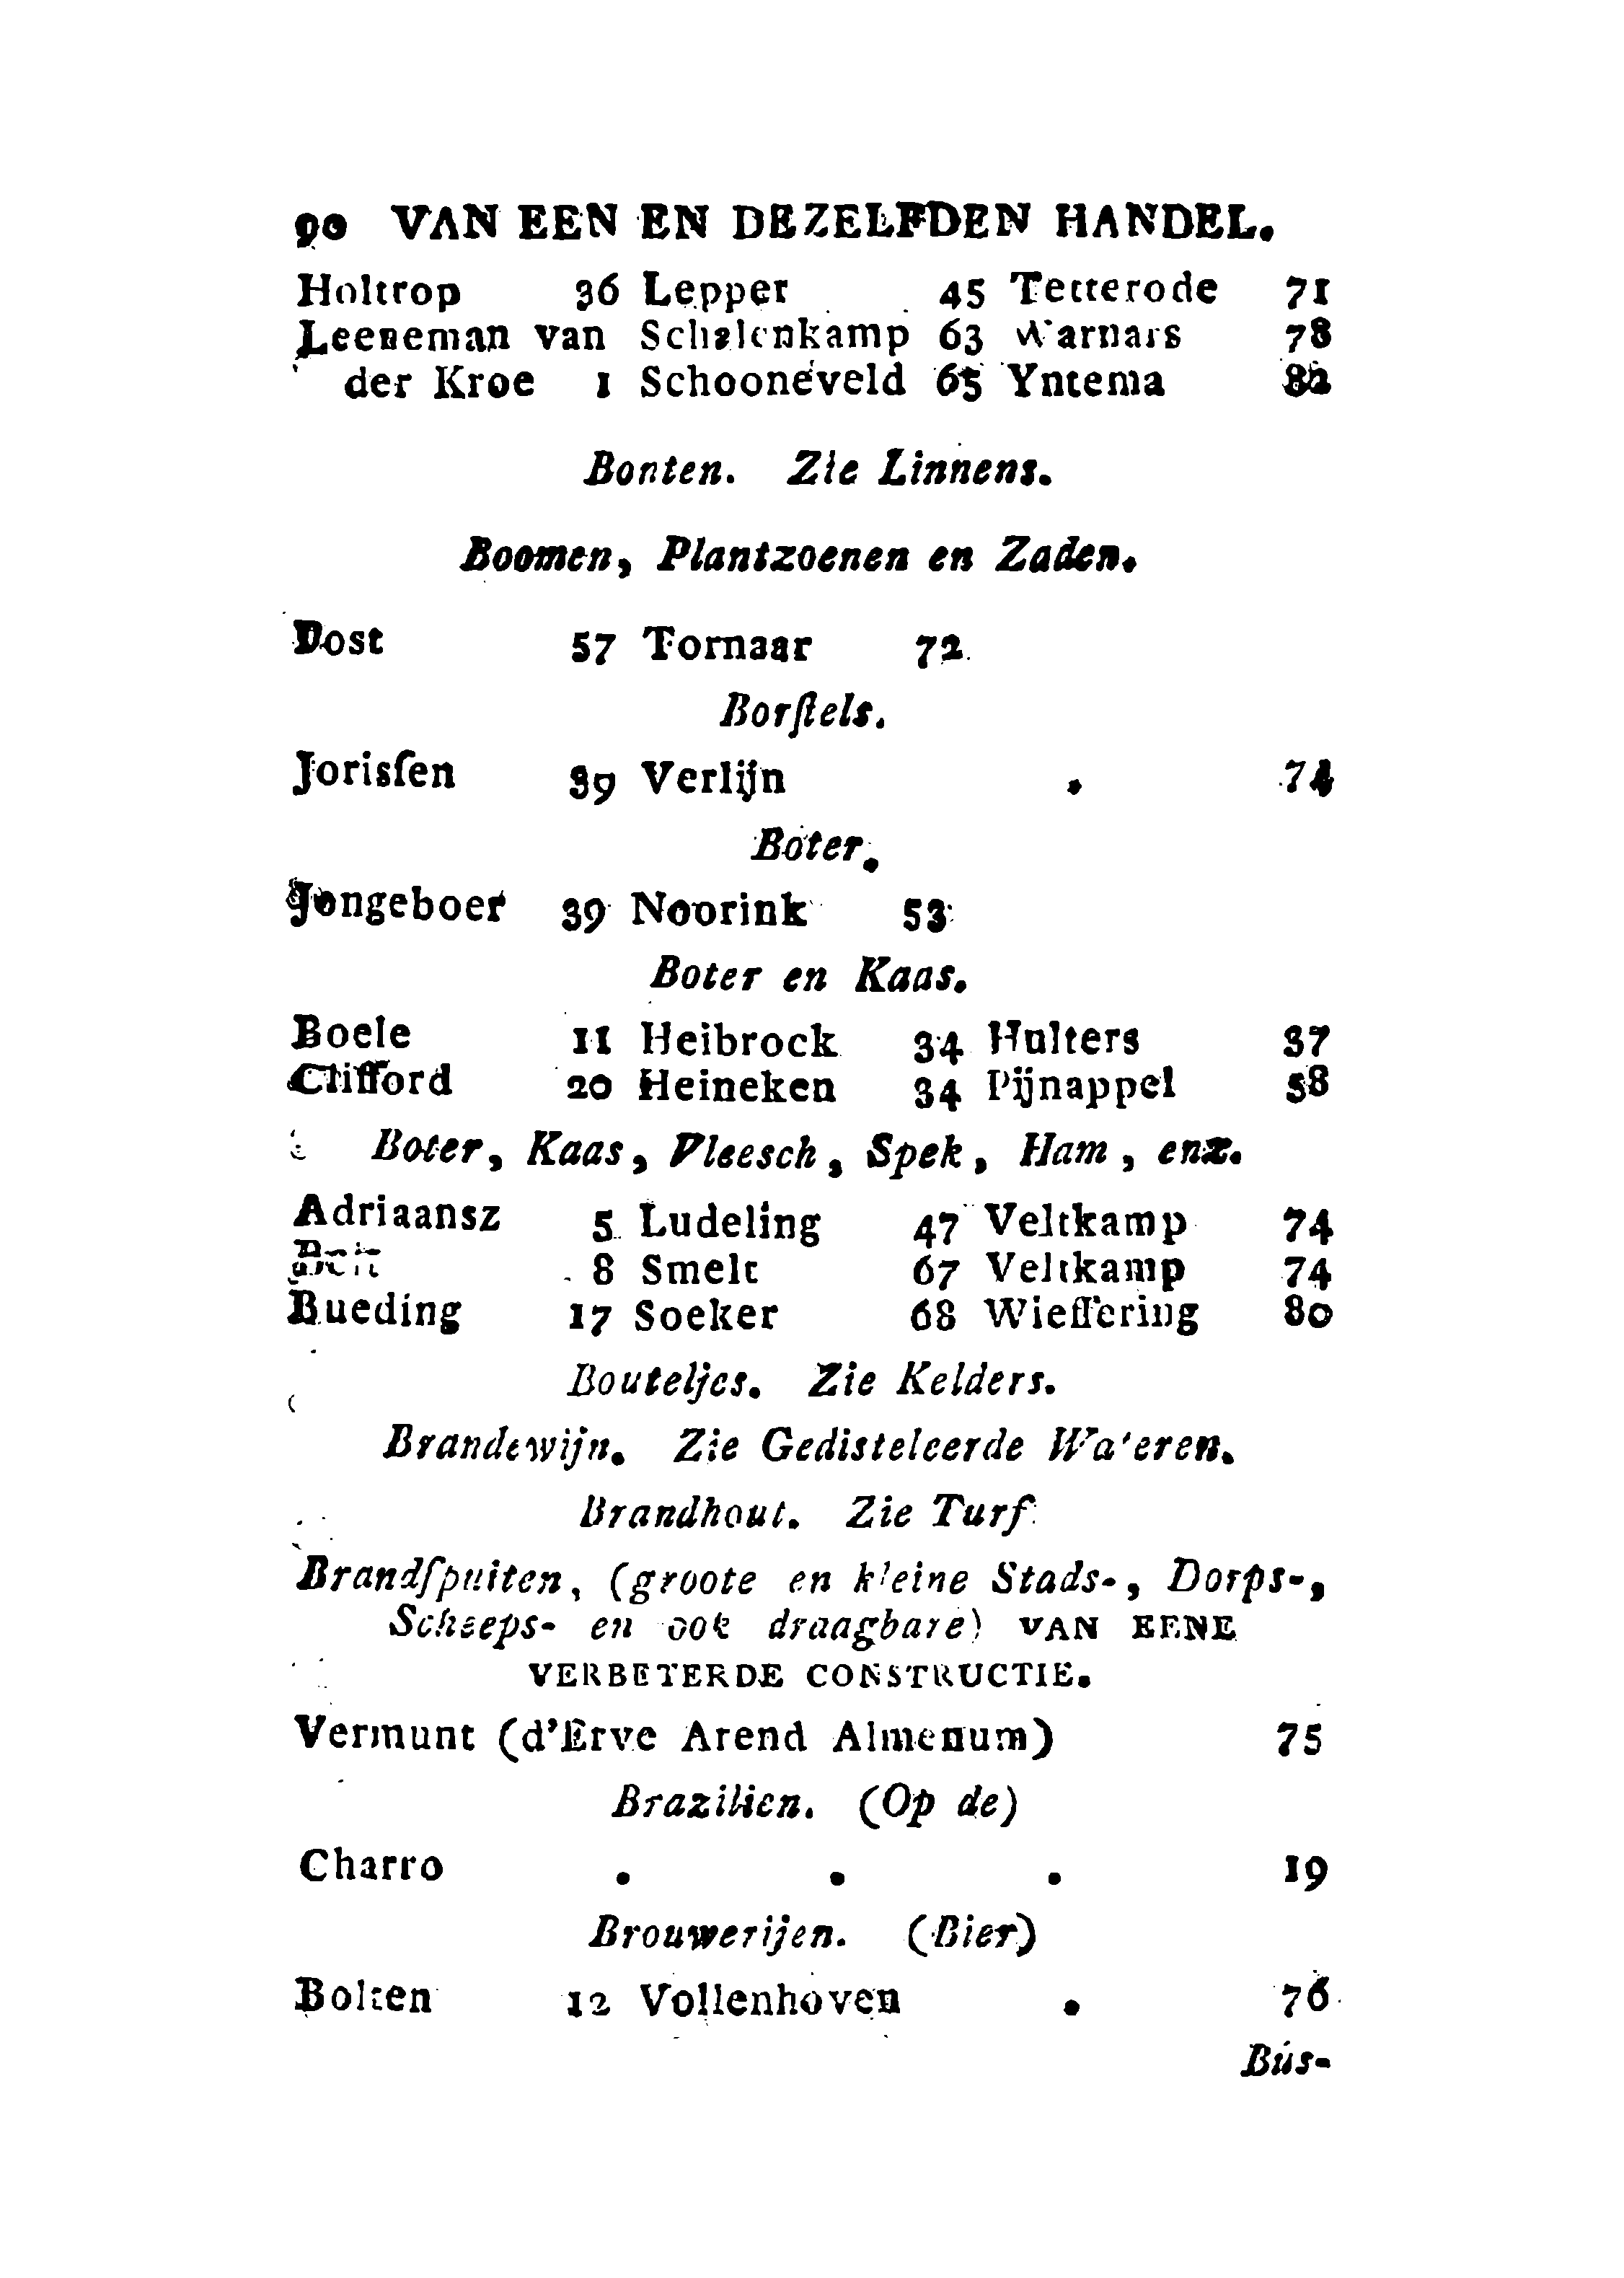 90 VAN EEN EN DEZELFDEN HANDEL.
Holtrop 36 Lepper 45 Tetterode 71
Leeneman van Schalenkamp 63 Warnars 78
der Kroe 1 Schooneveld 65 Yntema 82
Bonten. Zie Linnens.
Boomen, Plantzoenen en Zaden.
Post 57 Tornaar 72
Borſtels.
Jorisſen 39 Verlijn . 74
Boter.
Jongeboer 39 Noorink 53
Boter en Kaas.
Boele 11 Heibrock 34 Hulters 37
Clifford 20 Heineken 34 Pijnappel 58
Boter, Kaas, Vleesch, Spek, Ham, enz.
Adriaansz 5 Ludeling 47 Veltkamp 74
8 Smelt 67 Veltkamp 74
Bueding 17 Soeker 68 Wieffering 80
Bouteljes. Zie Kelders.
Brandewijn. Zie Gedisteleerde Wa'eren.
Brandhout. Zie Turf
Brandſpuiten, (groote en kleine Stads-, Dorps-,
Scheeps- en ook draagbare) VAN EENE
VERBETERDE CONSTRUCTIE.
Vermunt (d'Erve Arend Almenum) 75
Brazilien. (Op de)
Charro . . . 19
Brouwerijen. (Bier)
Bolten 12 Vollenhoven . 76
Bus-